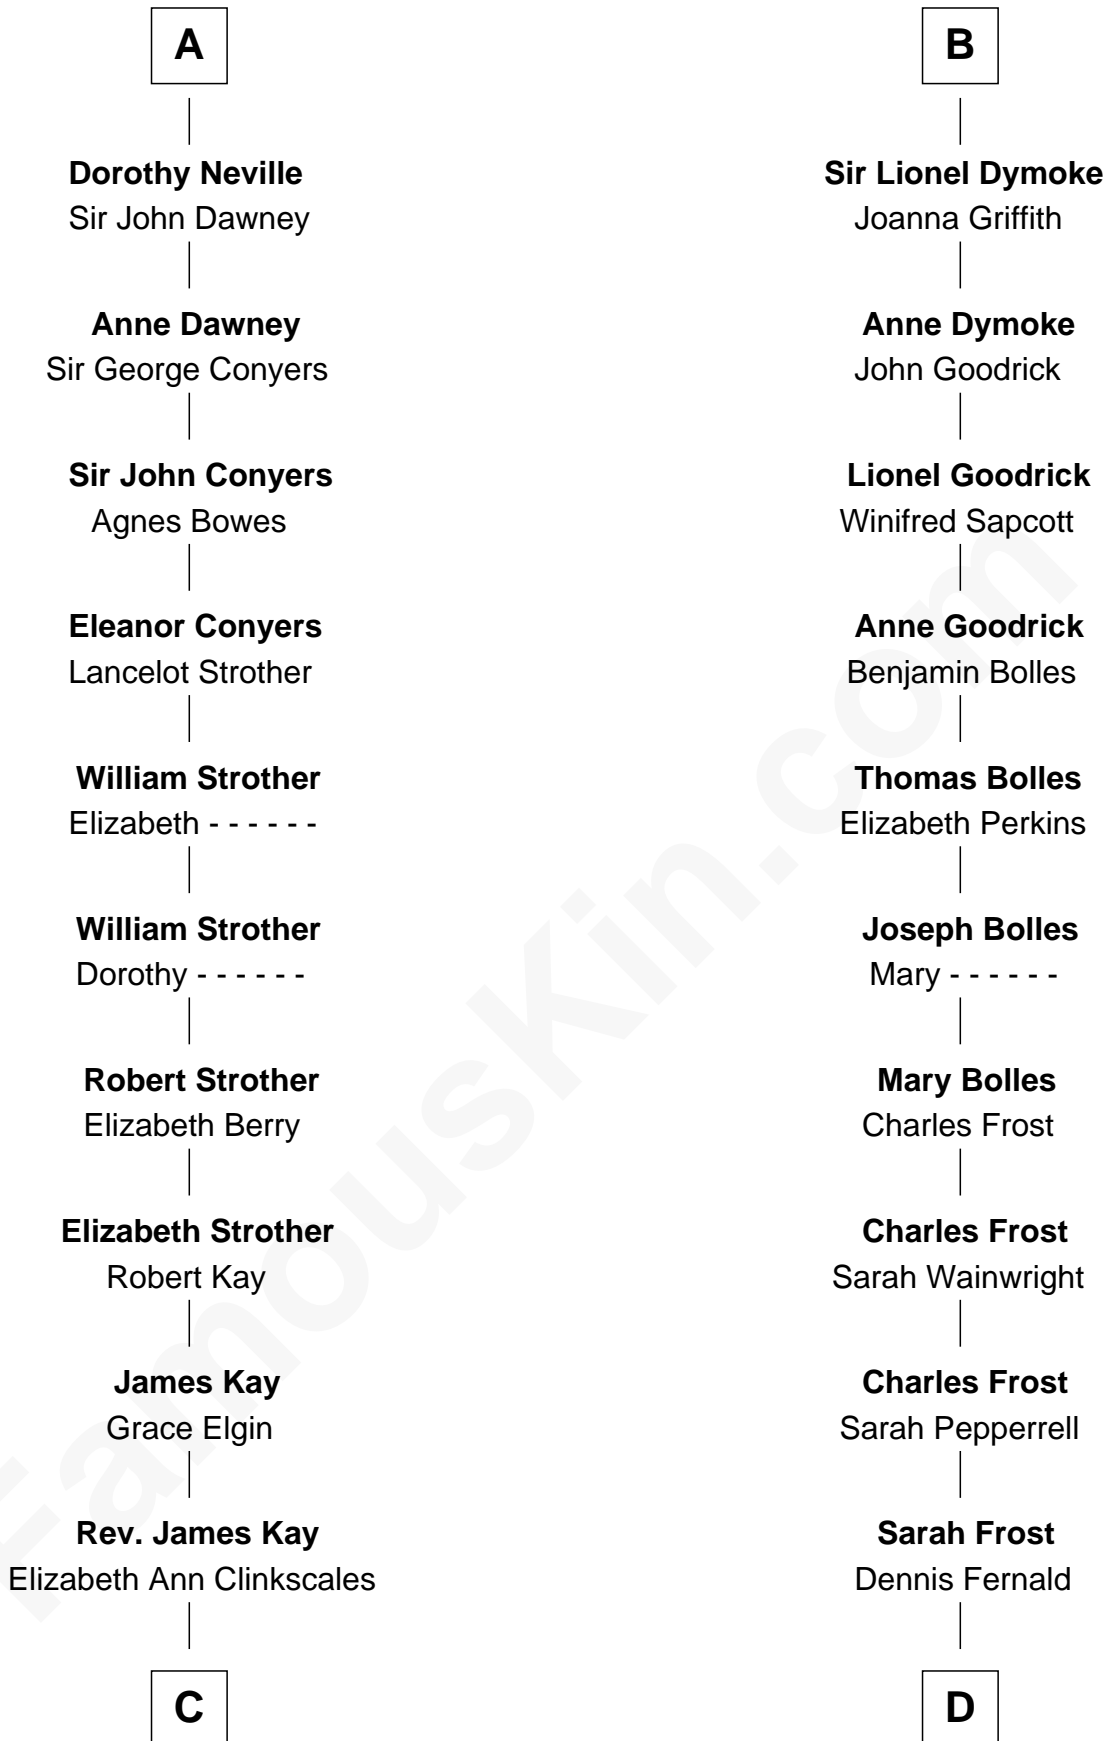 A
Dorothy Neville
Sir John Dawney
Anne Dawney
Sir George Conyers
Sir John Conyers
Agnes Bowes
Eleanor Conyers
Lancelot Strother
William Strother
Elizabeth - - - - - -
William Strother
Dorothy - - - - - -
Robert Strother
Elizabeth Berry
Elizabeth Strother
Robert Kay
James Kay
Grace Elgin
Rev. James Kay
Elizabeth Ann Clinkscales
C
B
Sir Lionel Dymoke
Joanna Griffith
Anne Dymoke
John Goodrick
Lionel Goodrick
Winifred Sapcott
Anne Goodrick
Benjamin Bolles
Thomas Bolles
Elizabeth Perkins
Joseph Bolles
Mary - - - - - -
Mary Bolles
Charles Frost
Charles Frost
Sarah Wainwright
Charles Frost
Sarah Pepperrell
Sarah Frost
Dennis Fernald
D
FamousKin.com